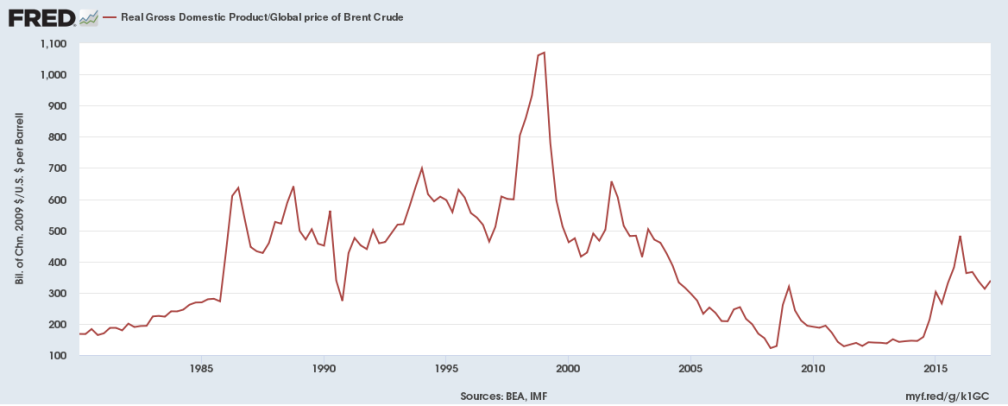 FRED
Real Gross Domestic Product/Global price of Brent Crude
Bil. of Chn. 2009 $/U.S. $ per Barrell
1,100
1,000
900
800
700
600
500
400
300
200
100
1985 1990 1995 2000 2005 2010 2015
Sources: BEA, IMF
myf.red/g/k1GC